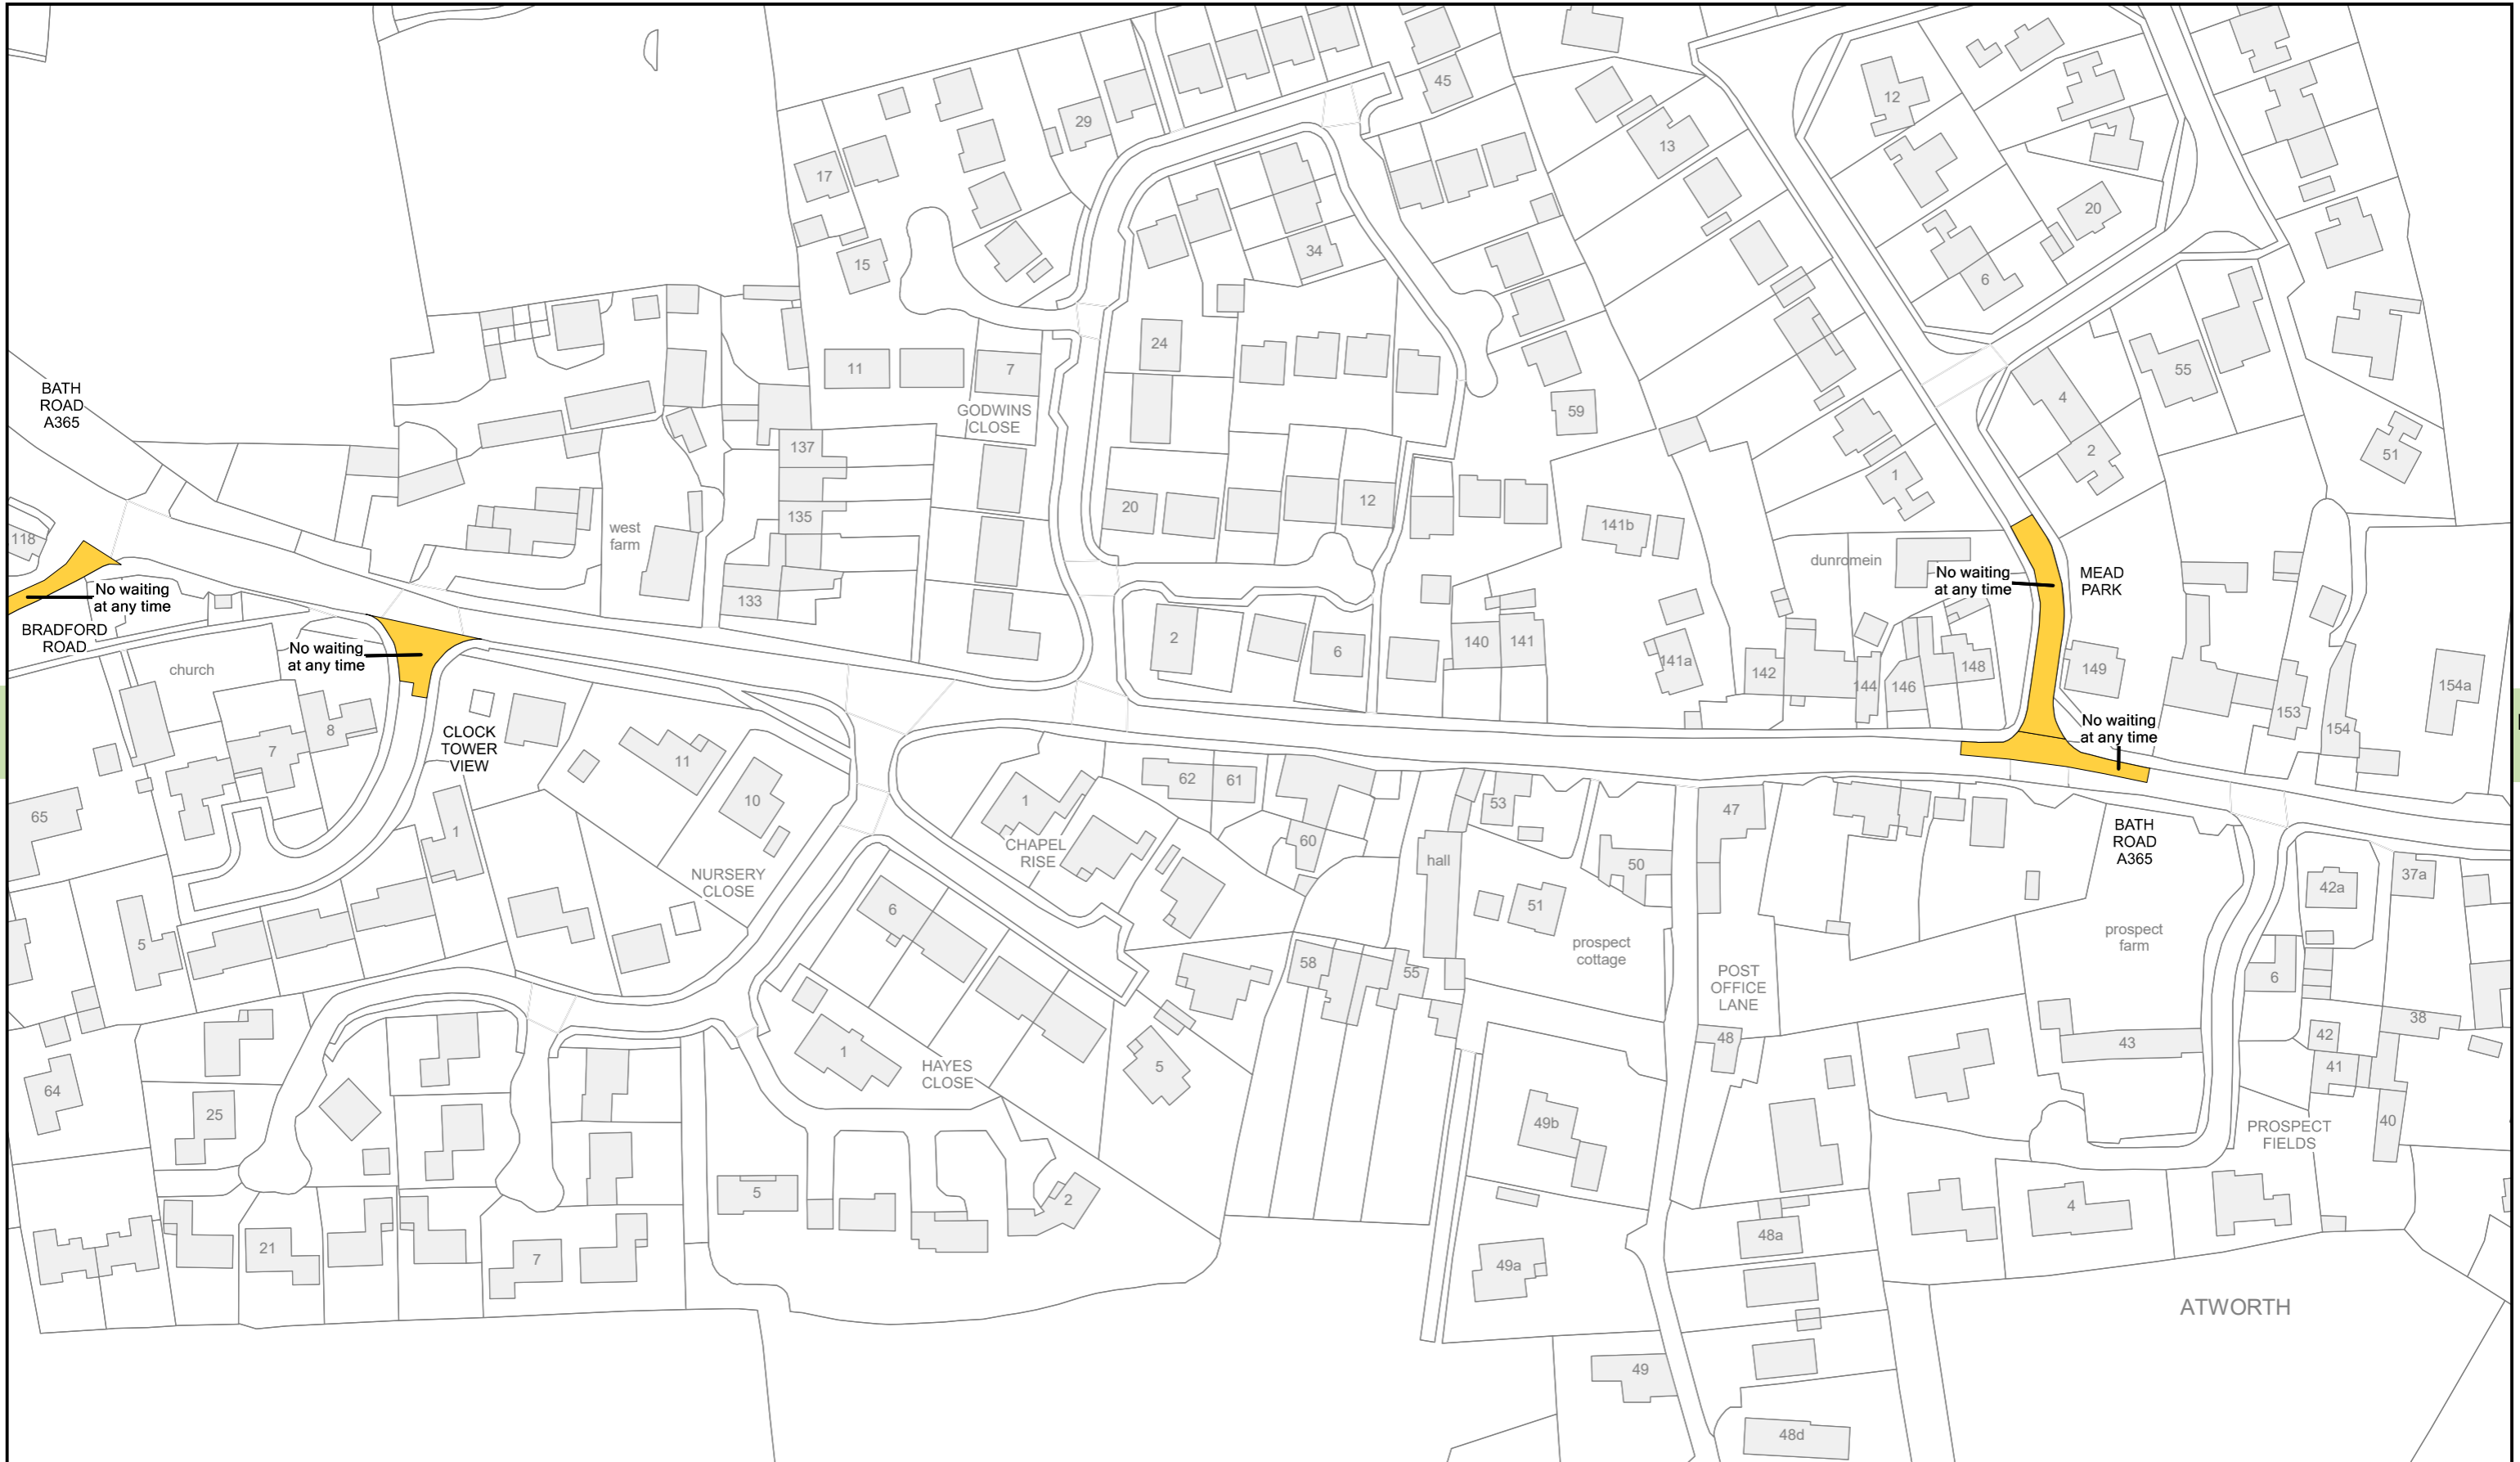 45
12
29
13
17
20
34
15
6
24
11
7
55
4
GODWINS
CLOSE
59
BATH
ROAD
A365
137
2
51
1
20
12
135
141b
west
farm
118
dunromein
No waiting
at any time
MEAD
PARK
No waiting
at any time
133
BRADFORD
ROAD
No waiting
at any time
church
2
6
140
141
141a
142
144
146
148
149
154a
153
154
No waiting
at any time
8
7
CLOCK
TOWER
VIEW
11
62
61
10
1
53
47
65
1
CHAPEL
RISE
60
hall
50
BATH
ROAD
A365
42a
37a
NURSERY
CLOSE
6
51
5
prospect
cottage
prospect
farm
58
55
POST
OFFICE
LANE
6
38
48
42
43
41
1
HAYES
CLOSE
5
64
25
49b
40
PROSPECT
FIELDS
5
2
4
48a
21
7
49a
ATWORTH
49
48d